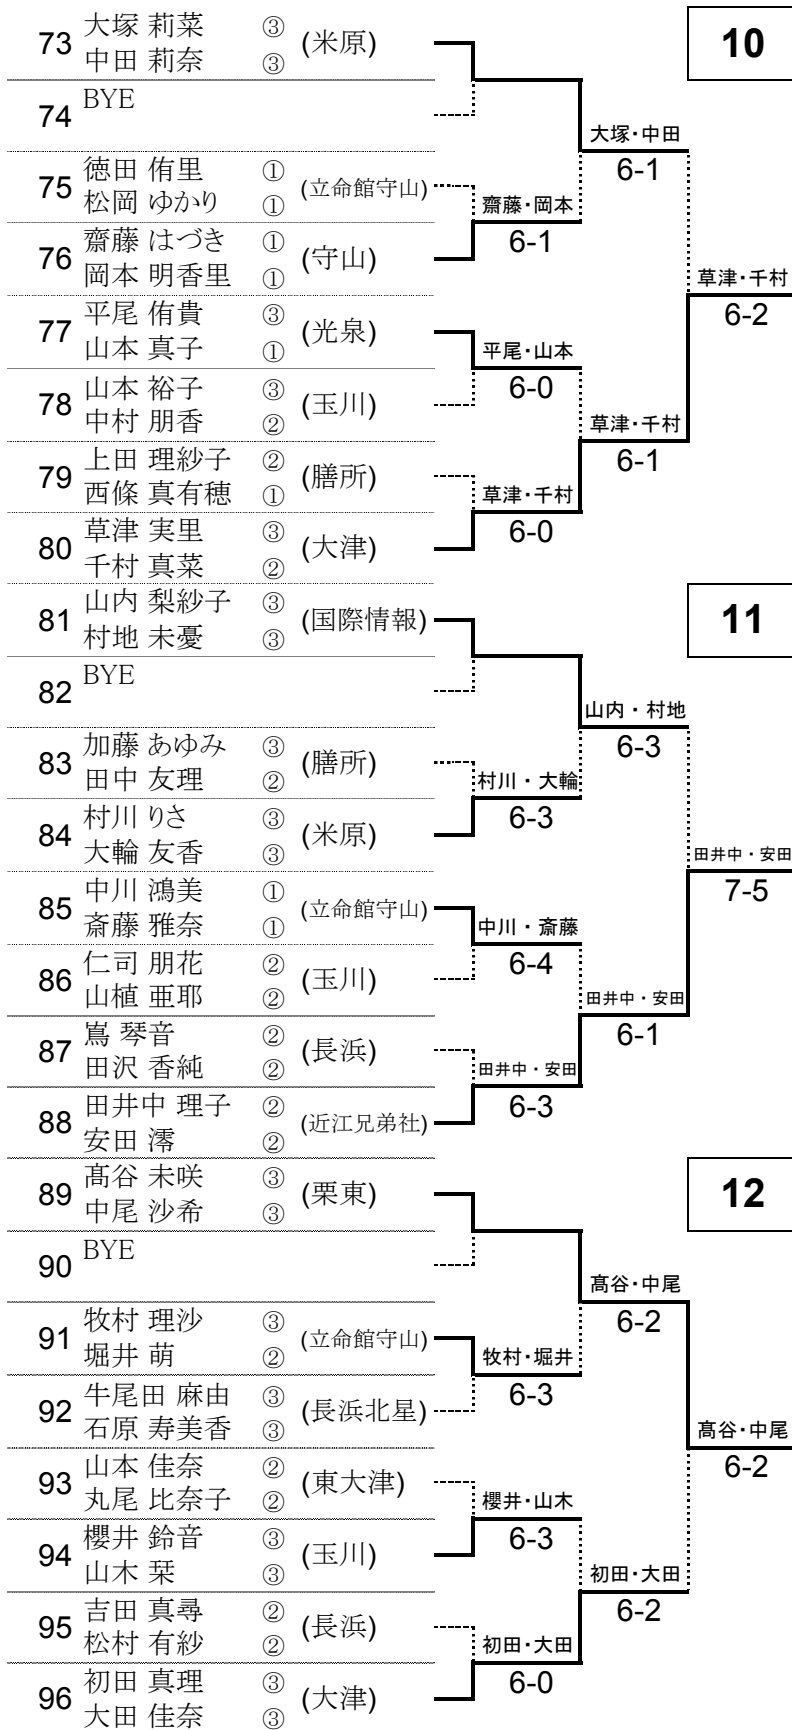 10
73 大塚 莉菜 ③ (米原)
中田 莉奈 ③
74 BYE
大塚・中田
6-1
75 徳田 侑里 ① (立命館守山)
松岡 ゆかり ①
齋藤・岡本
6-1
76 齋藤 はづき ① (守山)
岡本 明香里 ①
草津・千村
6-2
77 平尾 侑貴 ③ (光泉)
山本 真子 ①
平尾・山本
6-0
78 山本 裕子 ③ (玉川)
中村 朋香 ②
草津・千村
6-1
79 上田 理紗子 ② (膳所)
西條 真有穂 ①
草津・千村
6-0
80 草津 実里 ③ (大津)
千村 真菜 ②
11
81 山内 梨紗子 ③ (国際情報)
村地 未憂 ③
82 BYE
山内・村地
6-3
83 加藤 あゆみ ③ (膳所)
田中 友理 ②
村川・大輪
6-3
84 村川 りさ ③ (米原)
大輪 友香 ③
田井中・安田
7-5
85 中川 鴻美 ① (立命館守山)
斎藤 雅奈 ①
中川・斎藤
6-4
86 仁司 朋花 ② (玉川)
山植 亜耶 ②
田井中・安田
6-1
87 嶌 琴音 ② (長浜)
田沢 香純 ②
田井中・安田
6-3
88 田井中 理子 ② (近江兄弟社)
安田 澪 ②
12
89 髙谷 未咲 ③ (栗東)
中尾 沙希 ③
90 BYE
髙谷・中尾
6-2
91 牧村 理沙 ③ (立命館守山)
堀井 萌 ②
牧村・堀井
6-3
92 牛尾田 麻由 ③ (長浜北星)
石原 寿美香 ③
髙谷・中尾
6-2
93 山本 佳奈 ② (東大津)
丸尾 比奈子 ②
櫻井・山木
6-3
94 櫻井 鈴音 ③ (玉川)
山木 栞 ③
初田・大田
6-2
95 吉田 真尋 ② (長浜)
松村 有紗 ②
初田・大田
6-0
96 初田 真理 ③ (大津)
大田 佳奈 ③